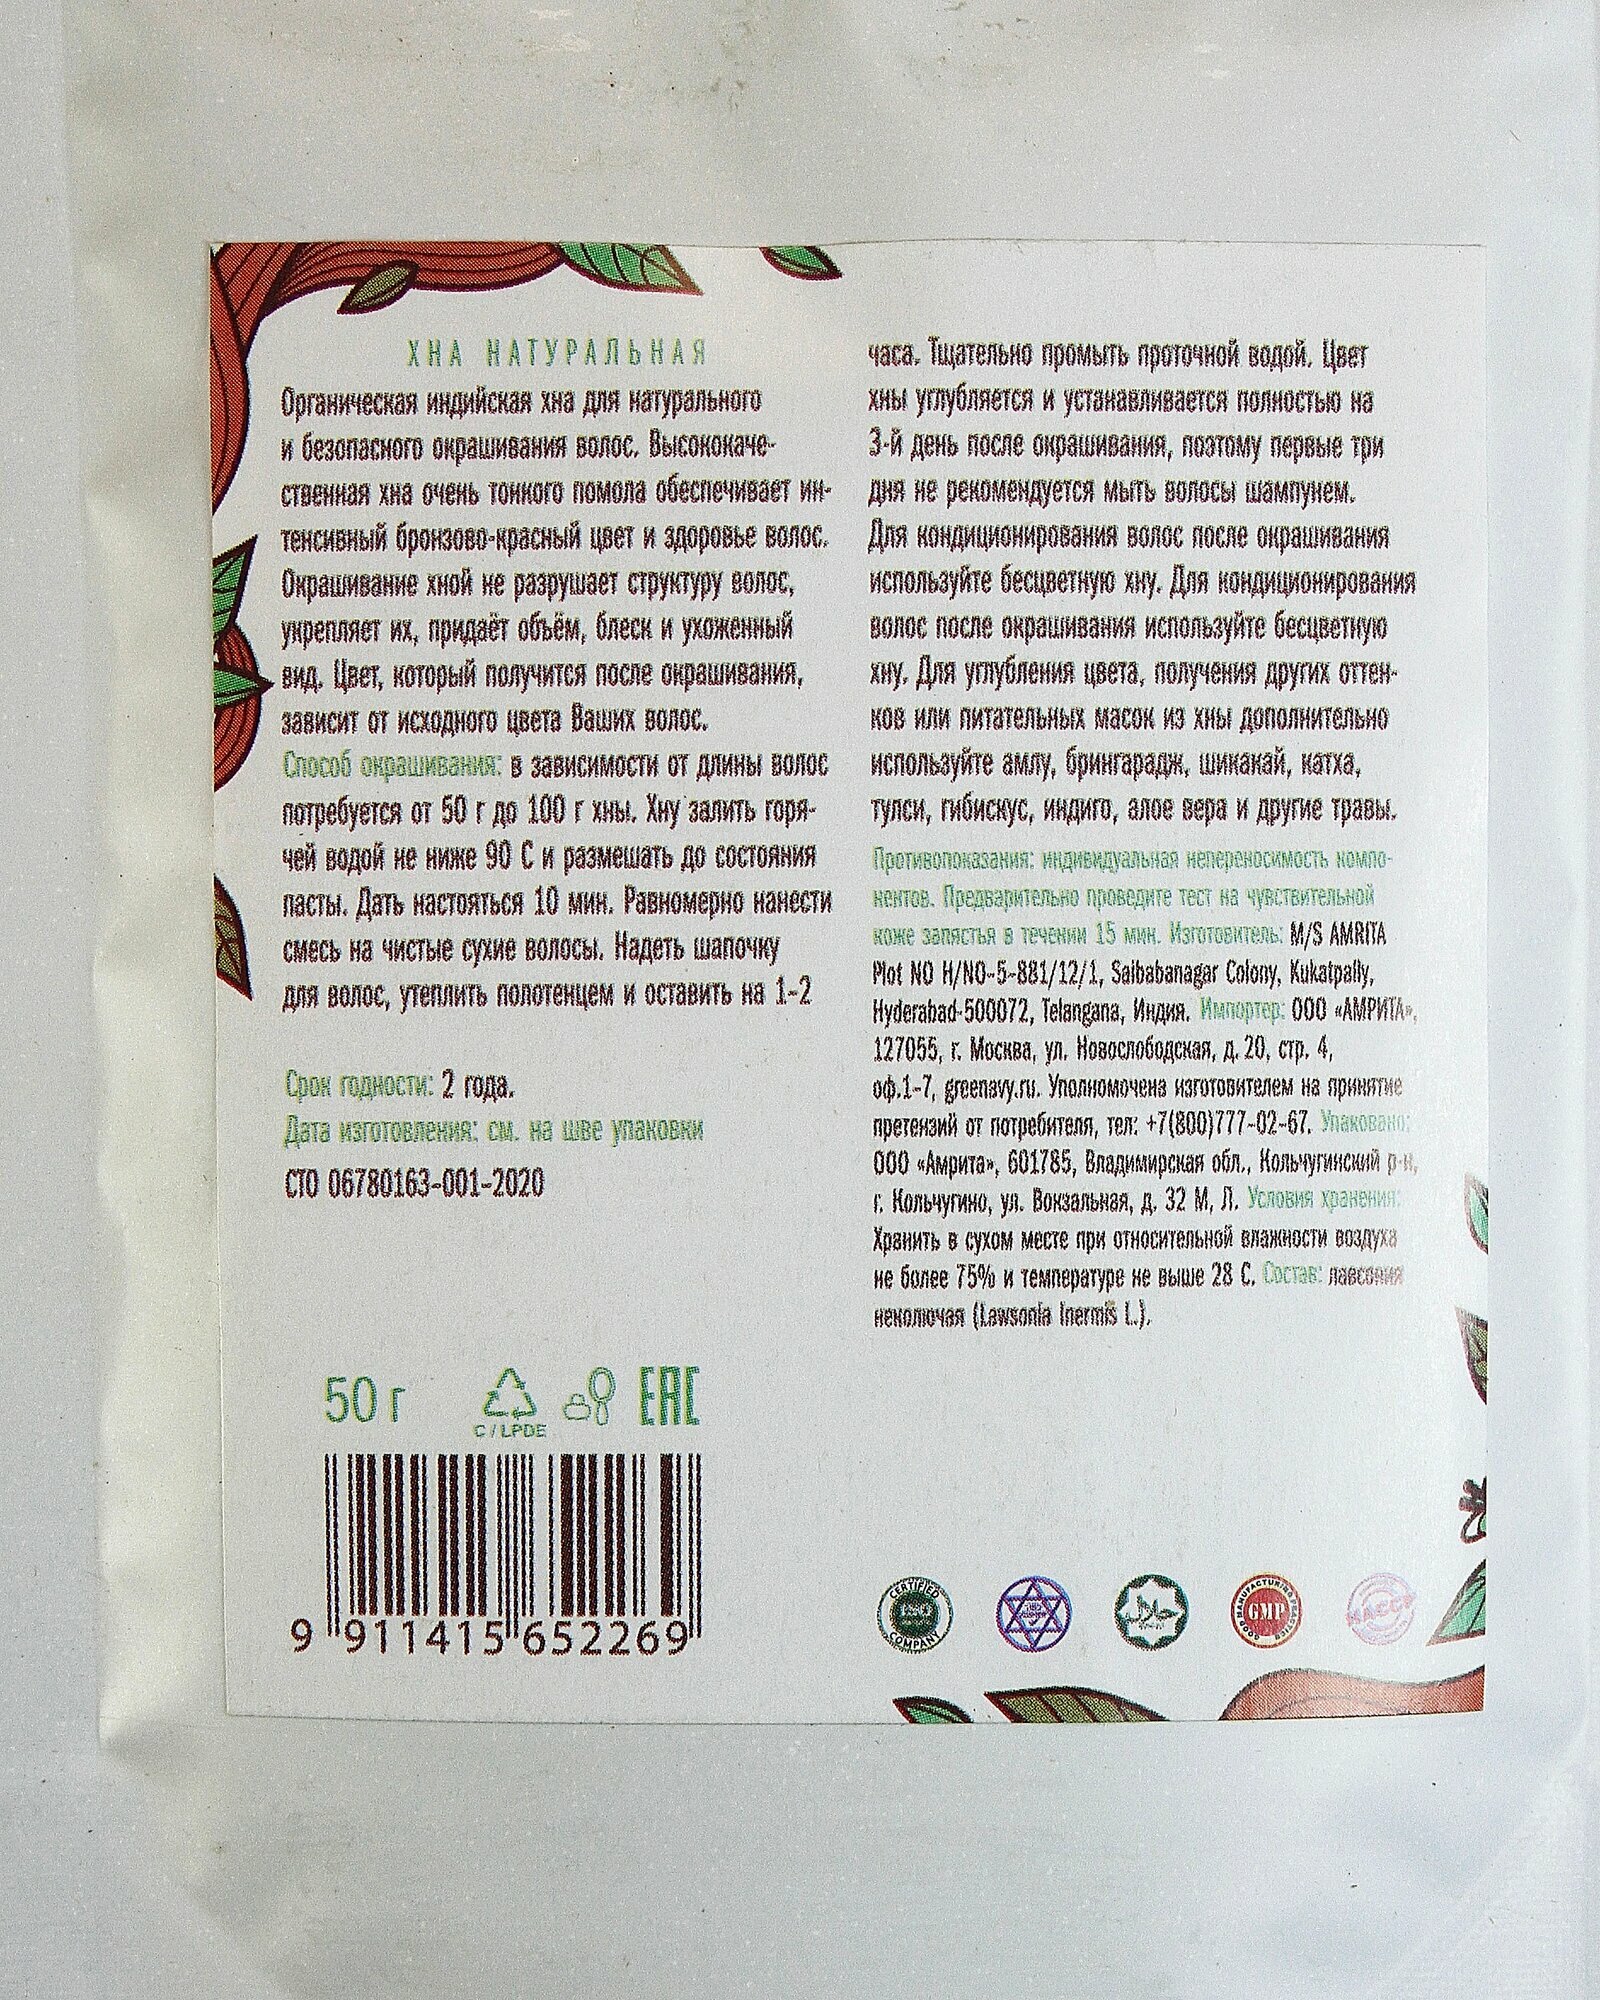 ХНА НАТУРАЛЬНАЯ
Органическая индийская хна для натурального
и безопасного окрашивания волос. Высококаче-
ственная хна очень тонкого помола обеспечивает ин-
тенсивный бронзово-красный цвет и здоровье волос.
Окрашивание хной не разрушает структуру волос,
укрепляет их, придаёт объём, блеск и ухоженный
вид. Цвет, который получится после окрашивания,
зависит от исходного цвета Ваших волос.
Способ окрашивания: в зависимости от длины волос
потребуется от 50 г до 100 г хны. Хну залить горя-
чей водой не ниже 90 С и размешать до состояния
пасты. Дать настояться 10 мин. Равномерно нанести
смесь на чистые сухие волосы. Надеть шапочку
для волос, утеплить полотенцем и оставить на 1-2
Срок годности: 2 года.
Дата изготовления: см. на шве упаковки
СТО 06780163-001-2020
50 г
C / LPDE
EAC
9 911415 652269
часа. Тщательно промыть проточной водой. Цвет
хны углубляется и устанавливается полностью на
3-й день после окрашивания, поэтому первые три
дня не рекомендуется мыть волосы шампунем.
Для кондиционирования волос после окрашивания
используйте бесцветную хну. Для кондиционирования
волос после окрашивания используйте бесцветную
хну. Для углубления цвета, получения других оттен-
ков или питательных масок из хны дополнительно
используйте амлу, брингарадж, шикакай, катха,
тулси, гибискус, индиго, алое вера и другие травы.
Противопоказания: индивидуальная непереносимость компо-
нентов. Предварительно проведите тест на чувствительной
коже запястья в течении 15 мин. Изготовитель: M/S AMRITA
Plot NO H/NO-5-881/12/1, Saibabanagar Colony, Kukatpally,
Hyderabad-500072, Telangana, Индия. Импортер: ООО «АМРИТА»,
127055, г. Москва, ул. Новослободская, д. 20, стр. 4,
оф.1-7, greenavy.ru. Уполномочена изготовителем на принятие
претензий от потребителя, тел: +7(800)777-02-67. Упаковано:
ООО «Амрита», 601785, Владимирская обл., Кольчугинский р-н,
г. Кольчугино, ул. Вокзальная, д. 32 М, Л. Условия хранения:
Хранить в сухом месте при относительной влажности воздуха
не более 75% и температуре не выше 28 С. Состав: лавсония
неколючая (Lawsonia Inermis L.).
CERTIFIED
COMPANY
حلال
GOOD MANUFACTURING PRACTICE
GMP
HACCP